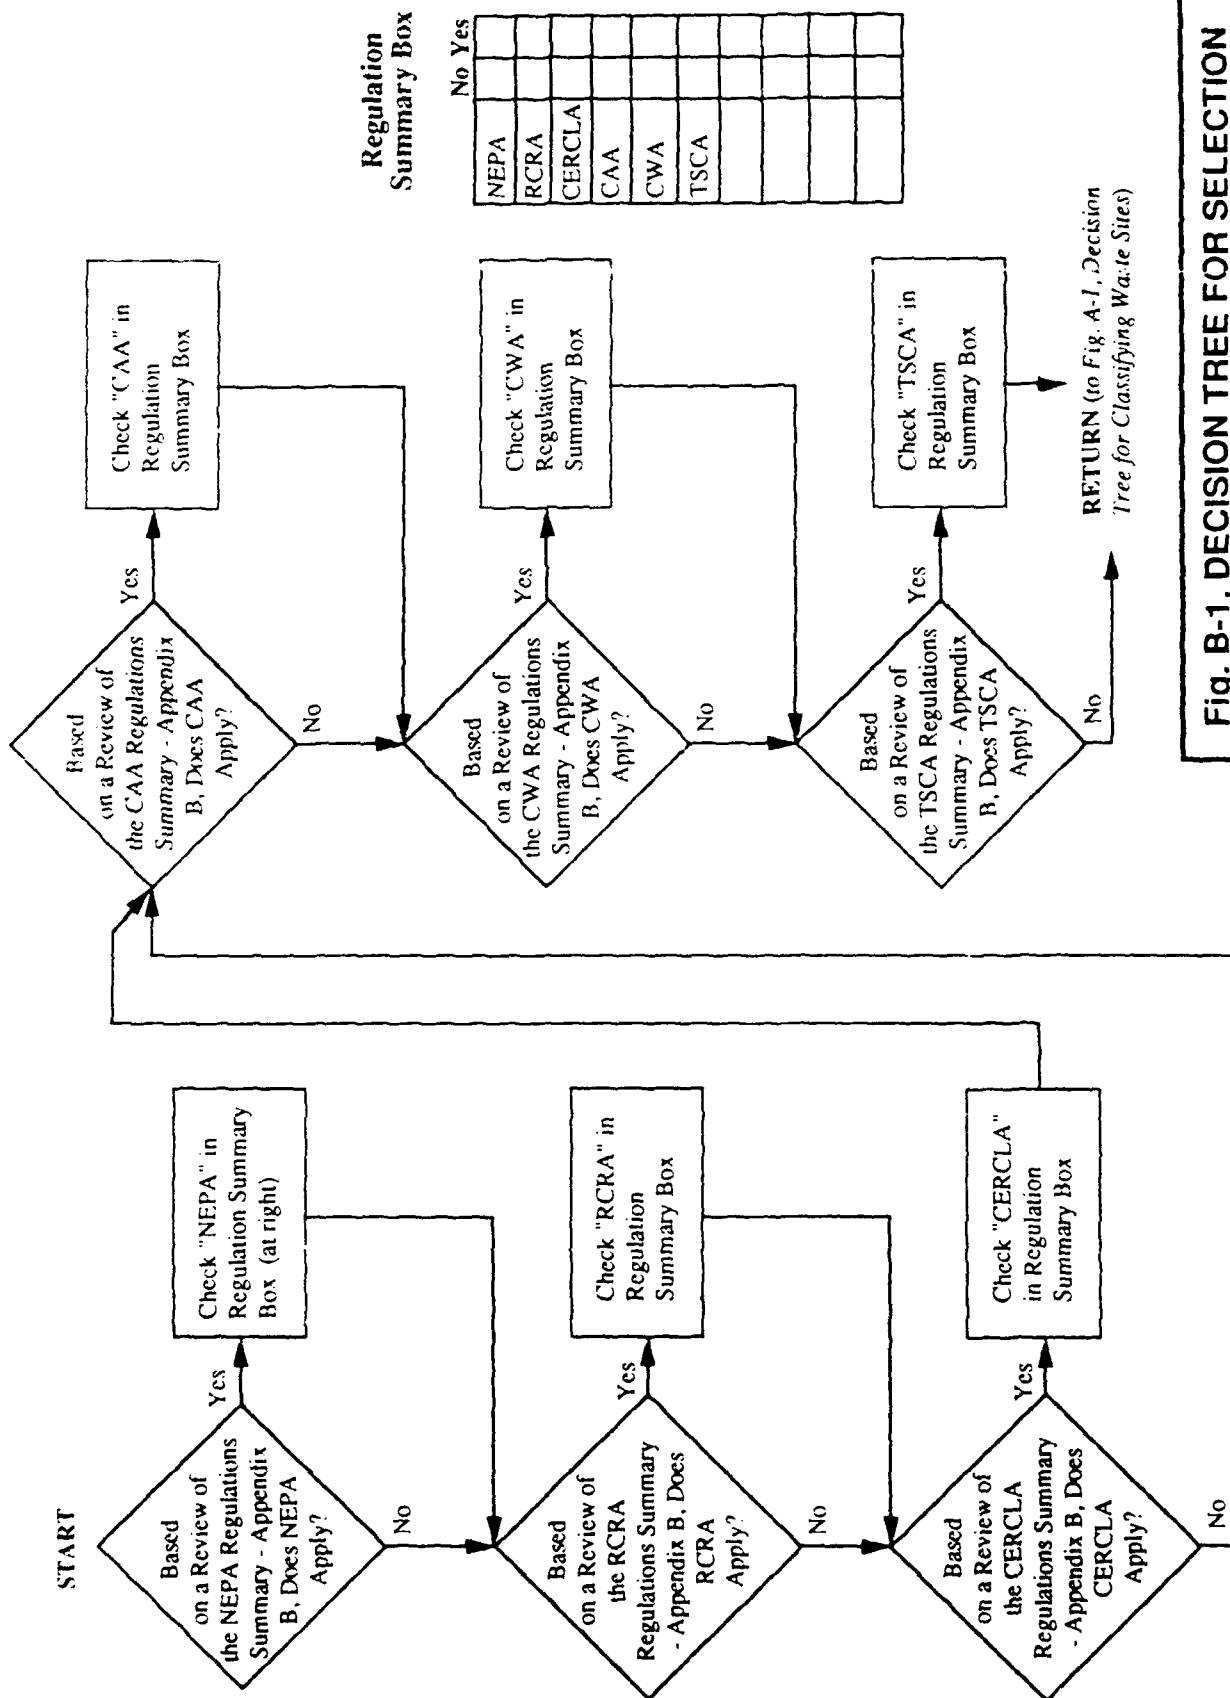 START
Based
on a Review of
the NEPA Regulations
Summary - Appendix
B, Does NEPA
Apply?
Yes
Check "NEPA" in
Regulation Summary
Box (at right)
No
Based
on a Review of
the RCRA
Regulations Summary
- Appendix B, Does
RCRA
Apply?
Yes
Check "RCRA" in
Regulation
Summary Box
No
Based
on a Review of
the CERCLA
Regulations Summary
- Appendix B, Does
CERCLA
Apply?
Yes
Check "CERCLA"
in Regulation
Summary Box
No
Based
on a Review of
the CAA Regulations
Summary - Appendix
B, Does CAA
Apply?
Yes
Check "CAA" in
Regulation
Summary Box
No
Based
on a Review of
the CWA Regulations
Summary - Appendix
B, Does CWA
Apply?
Yes
Check "CWA" in
Regulation
Summary Box
No
Based
on a Review of
the TSCA Regulations
Summary - Appendix
B, Does TSCA
Apply?
Yes
Check "TSCA" in
Regulation
Summary Box
No
RETURN (to Fig. A-1, Decision
Tree for Classifying Waste Sites)
Regulation
Summary Box
No Yes
NEPA
RCRA
CERCLA
CAA
CWA
TSCA
Fig. B-1. DECISION TREE FOR SELECTION